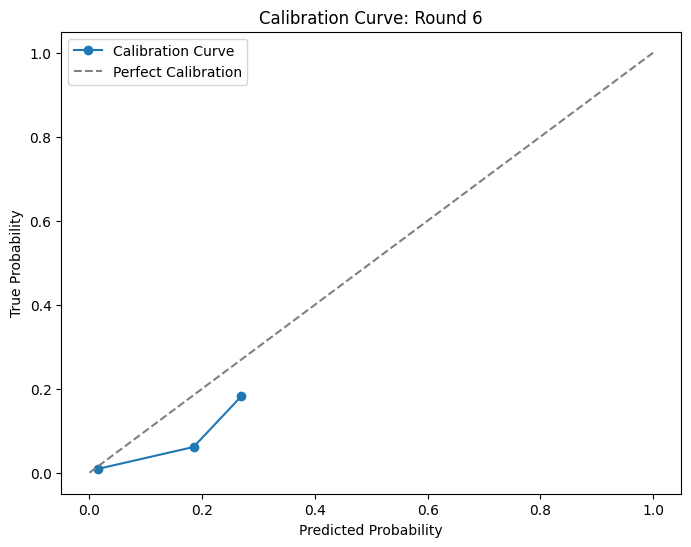 Calibration Curve: Round 6
Calibration Curve
Perfect Calibration
True Probability
1.0
0.8
0.6
0.4
0.2
0.0
0.0 0.2 0.4 0.6 0.8 1.0
Predicted Probability